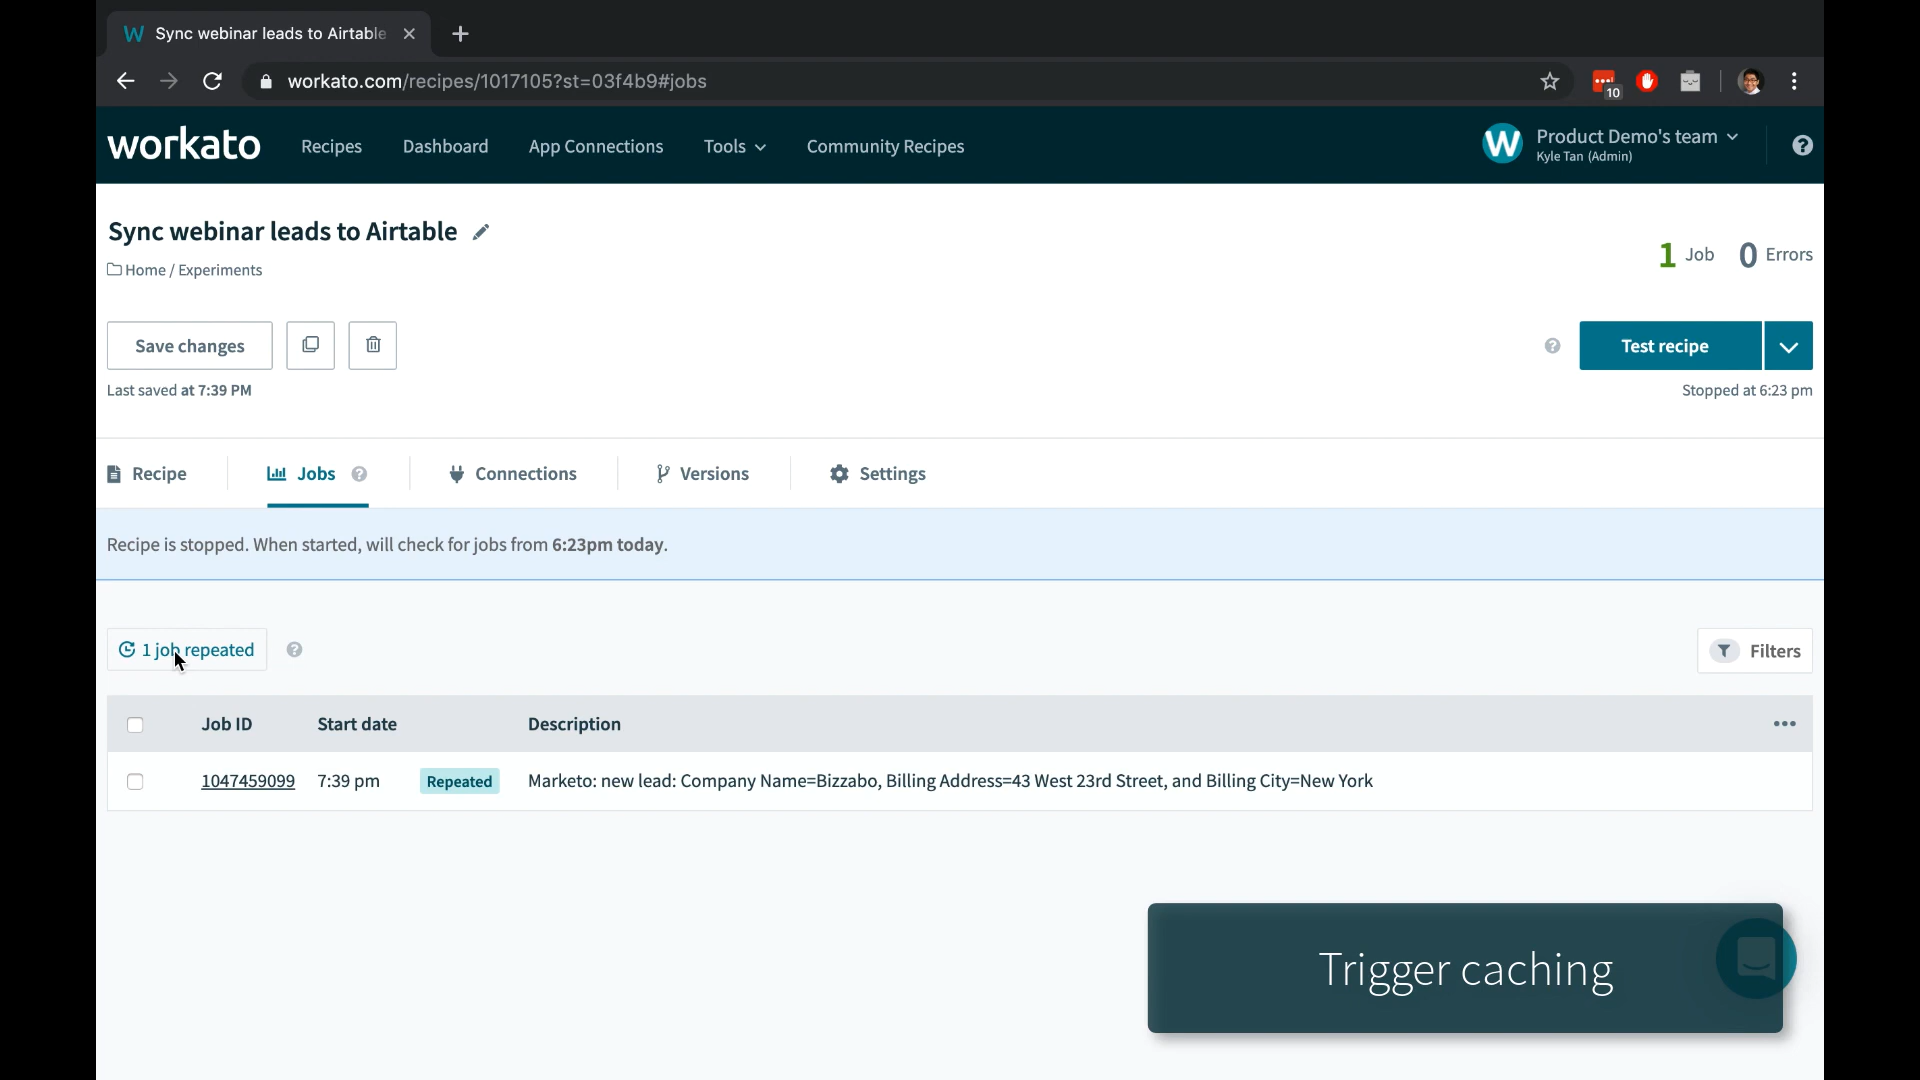 Sync webinar leads to Airtable
workato.com/recipes/1017105?st=03f4b9#jobs
10
workato
Recipes
Dashboard
App Connections
Tools
Community Recipes
W
Product Demo's team
Kyle Tan (Admin)
Sync webinar leads to Airtable
Home / Experiments
1 Job
0 Errors
Save changes
Test recipe
Last saved at 7:39 PM
Stopped at 6:23 pm
Recipe
Jobs
Connections
Versions
Settings
Recipe is stopped. When started, will check for jobs from 6:23pm today.
1 job repeated
Filters
Job ID
Start date
Description
1047459099
7:39 pm
Repeated
Marketo: new lead: Company Name=Bizzabo, Billing Address=43 West 23rd Street, and Billing City=New York
Trigger caching